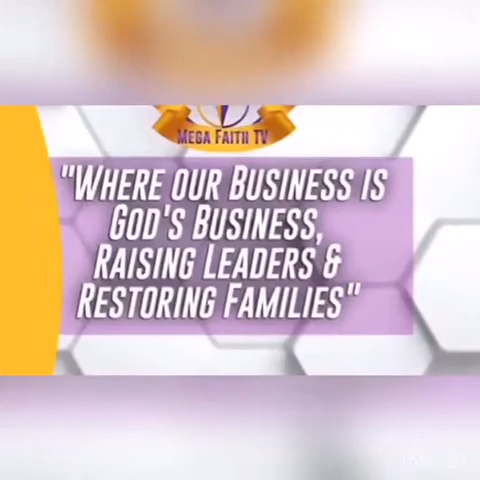 MEGA FAITH TV
"WHERE OUR BUSINESS IS
GOD'S BUSINESS,
RAISING LEADERS &
RESTORING FAMILIES"